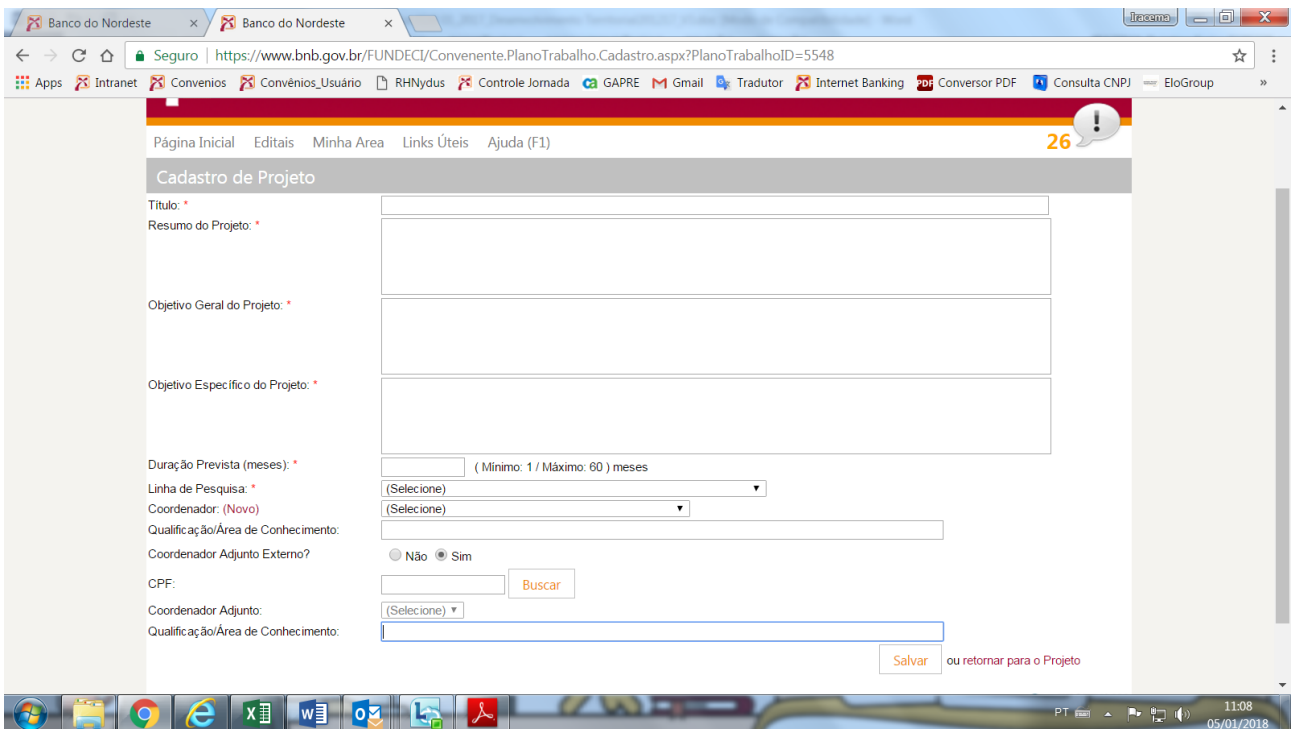 Banco do Nordeste × Banco do Nordeste × Iracema
Seguro | https://www.bnb.gov.br/FUNDECI/Convenente.PlanoTrabalho.Cadastro.aspx?PlanoTrabalhoID=5548
Apps Intranet Convenios Convênios_Usuário RHNydus Controle Jornada GAPRE Gmail Tradutor Internet Banking Conversor PDF Consulta CNPJ EloGroup »
Página Inicial Editais Minha Area Links Úteis Ajuda (F1) 26
Cadastro de Projeto
Título: *
Resumo do Projeto: *
Objetivo Geral do Projeto: *
Objetivo Específico do Projeto: *
Duração Prevista (meses): * ( Mínimo: 1 / Máximo: 60 ) meses
Linha de Pesquisa: * (Selecione)
Coordenador: (Novo) (Selecione)
Qualificação/Área de Conhecimento:
Coordenador Adjunto Externo? Não Sim
CPF: Buscar
Coordenador Adjunto: (Selecione)
Qualificação/Área de Conhecimento:
Salvar ou retornar para o Projeto
PT 11:08
05/01/2018